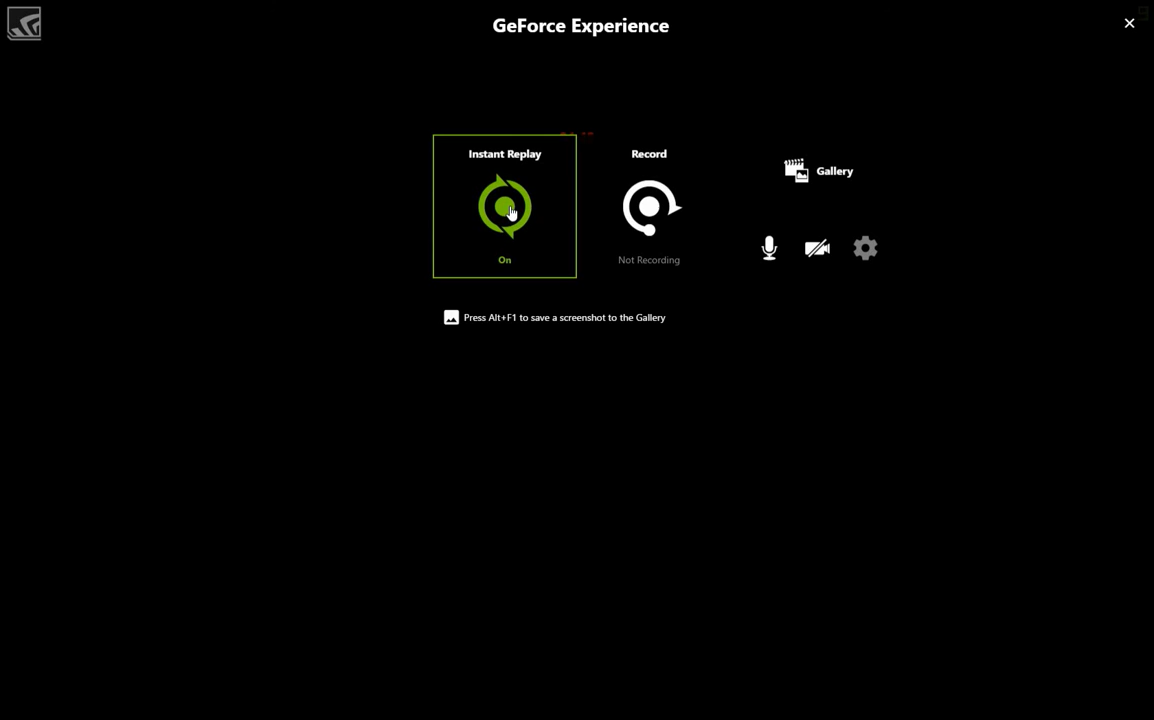 GeForce Experience
Instant Replay
On
Record
Not Recording
Gallery
Press Alt+F1 to save a screenshot to the Gallery